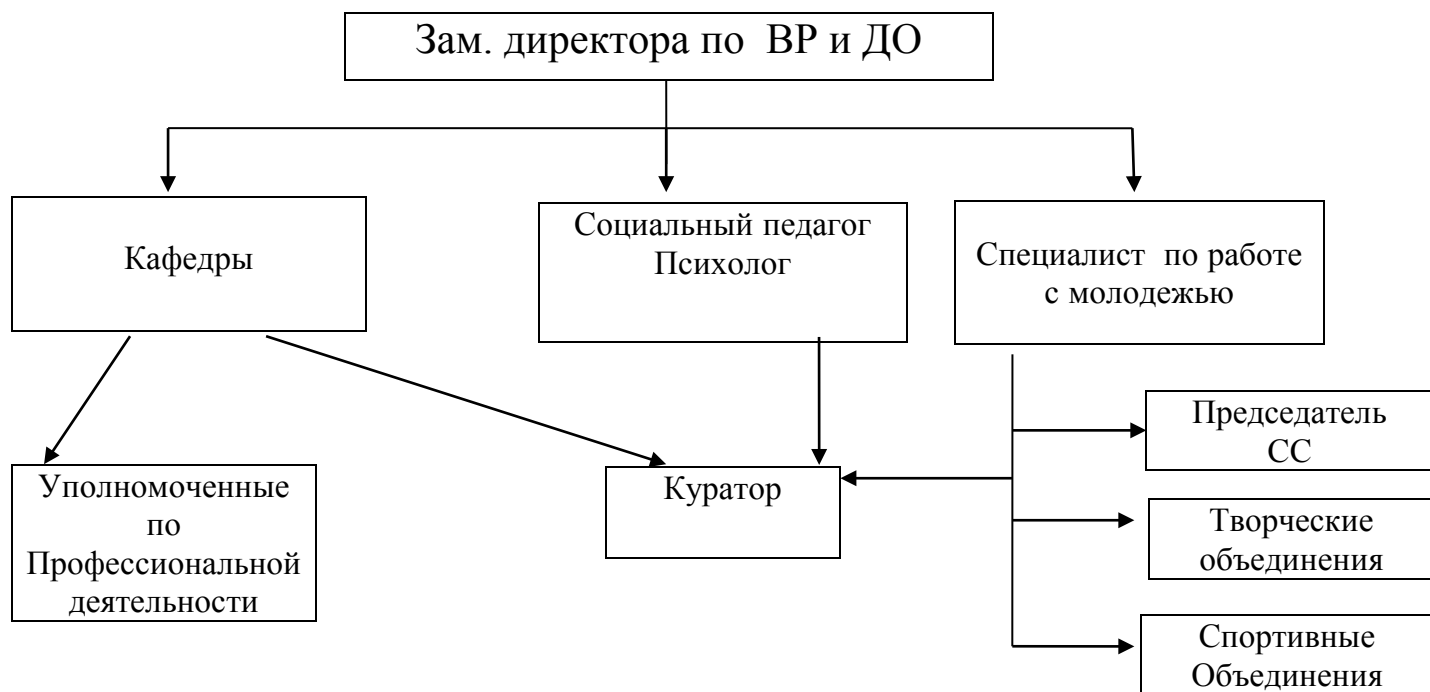 Зам. директора по ВР и ДО
Кафедры
Социальный педагог
Психолог
Специалист по работе
с молодежью
Председатель
СС
Уполномоченные
по
Профессиональной
деятельности
Куратор
Творческие
объединения
Спортивные
Объединения